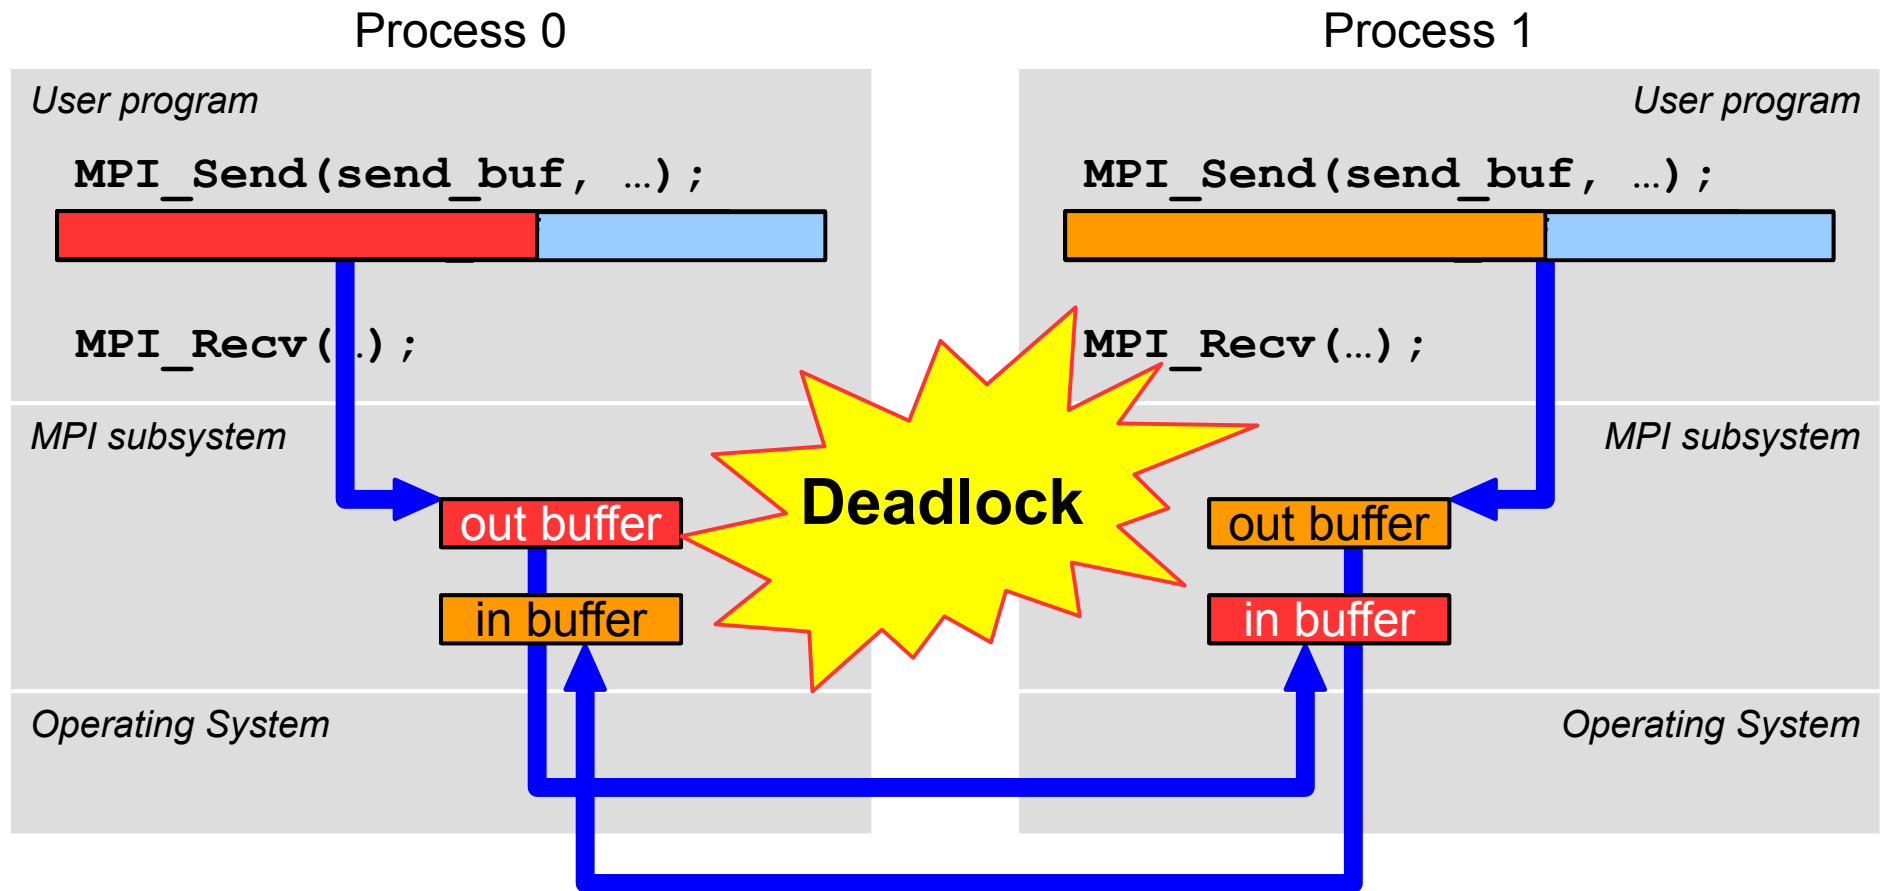 Process 0
Process 1
User program
User program
MPI_Send(send_buf, …);
MPI_Send(send_buf, …);
MPI_Recv(…);
MPI_Recv(…);
MPI subsystem
MPI subsystem
Deadlock
out buffer
out buffer
in buffer
in buffer
Operating System
Operating System